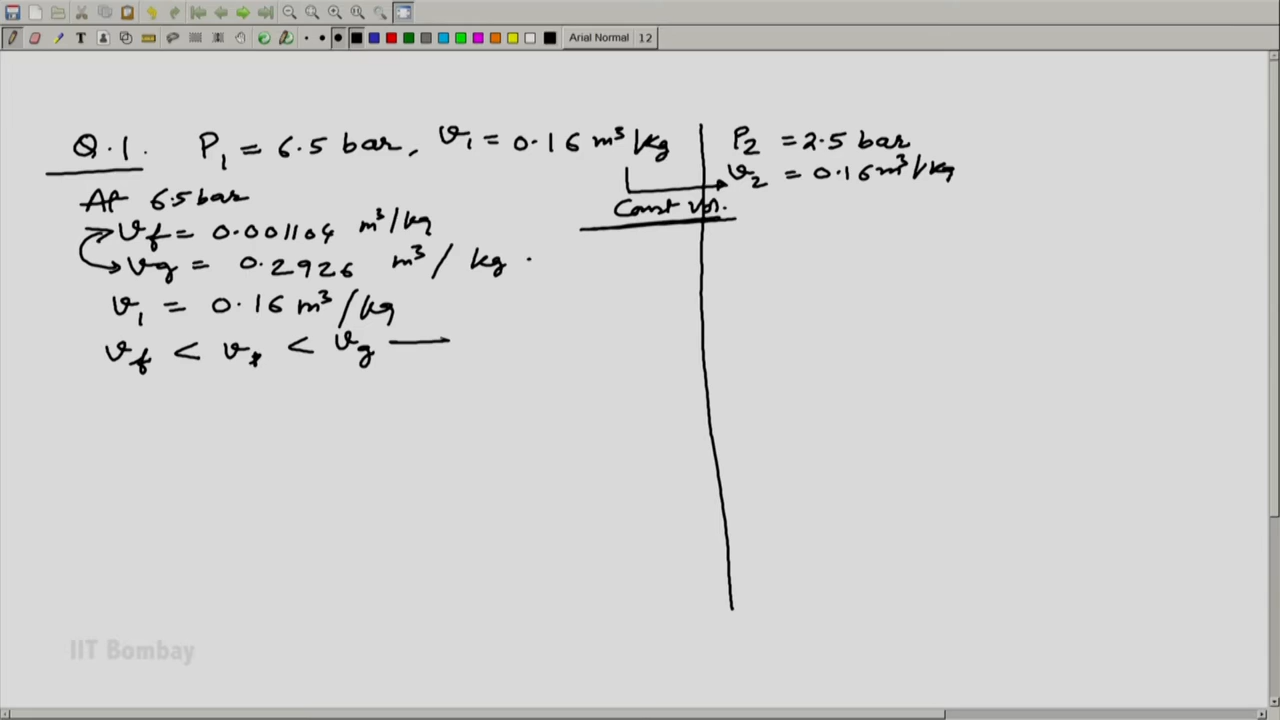 Arial Normal 12
Q.1. P₁ = 6.5 bar, v₁ = 0.16 m³/kg
At 6.5 bar
vf = 0.001104 m³/kg
vg = 0.2926 m³/kg.
v₁ = 0.16 m³/kg
vf < v₁ < vg
Const Vol.
P₂ = 2.5 bar
v₂ = 0.16 m³/kg
IIT Bombay